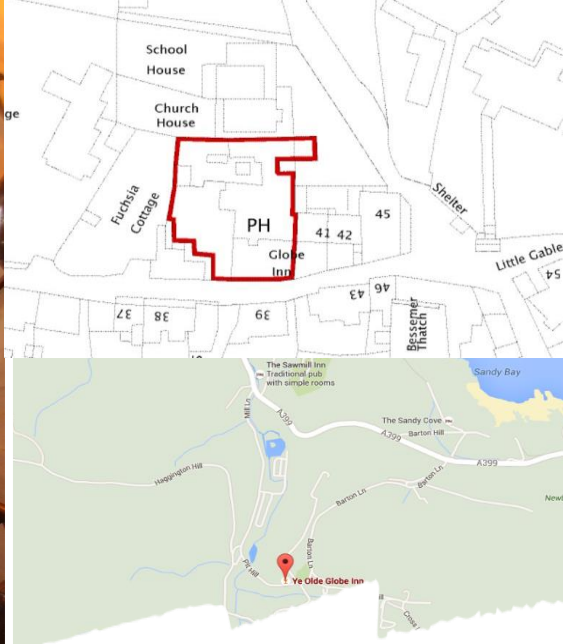 School
House
Church
House
ge
Fuchsia
Cottage
PH
Globe
Inn
41 42
45
Shelter
Little Gable
54
37
38
39
43
46
Bessemer
Thatch
The Sawmill Inn
Traditional pub
with simple rooms
Sandy Bay
Mill Ln
A399
The Sandy Cove
Barton Hill
A399
A399
Haggington Hill
Barton Ln
Barton Ln
Barton Ln
Pit Hill
Ye Olde Globe Inn